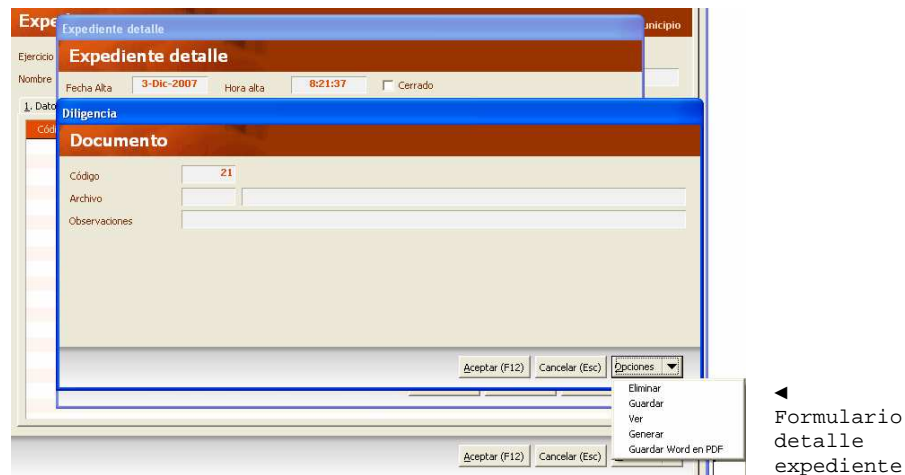 Expe
unicipio
Expediente detalle
Expediente detalle
Ejercicio
Nombre
Fecha Alta 3-Dic-2007 Hora alta 8:21:37 Cerrado
1. Dato
Códi
Diligencia
Documento
Código 21
Archivo
Observaciones
Aceptar (F12) Cancelar (Esc) Opciones
Eliminar
Guardar
Ver
Generar
Guardar Word en PDF
Aceptar (F12) Cancelar (Esc)
◄
Formulario
detalle
expediente